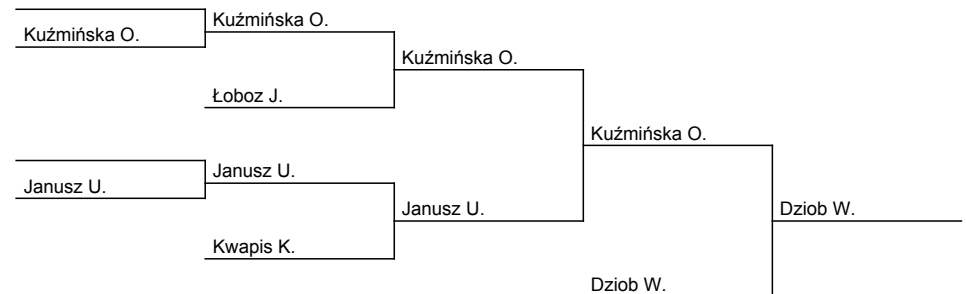 Kuźmińska O.
Kuźmińska O.
Kuźmińska O.
Łoboz J.
Kuźmińska O.
Janusz U.
Janusz U.
Janusz U.
Dziob W.
Kwapis K.
Dziob W.